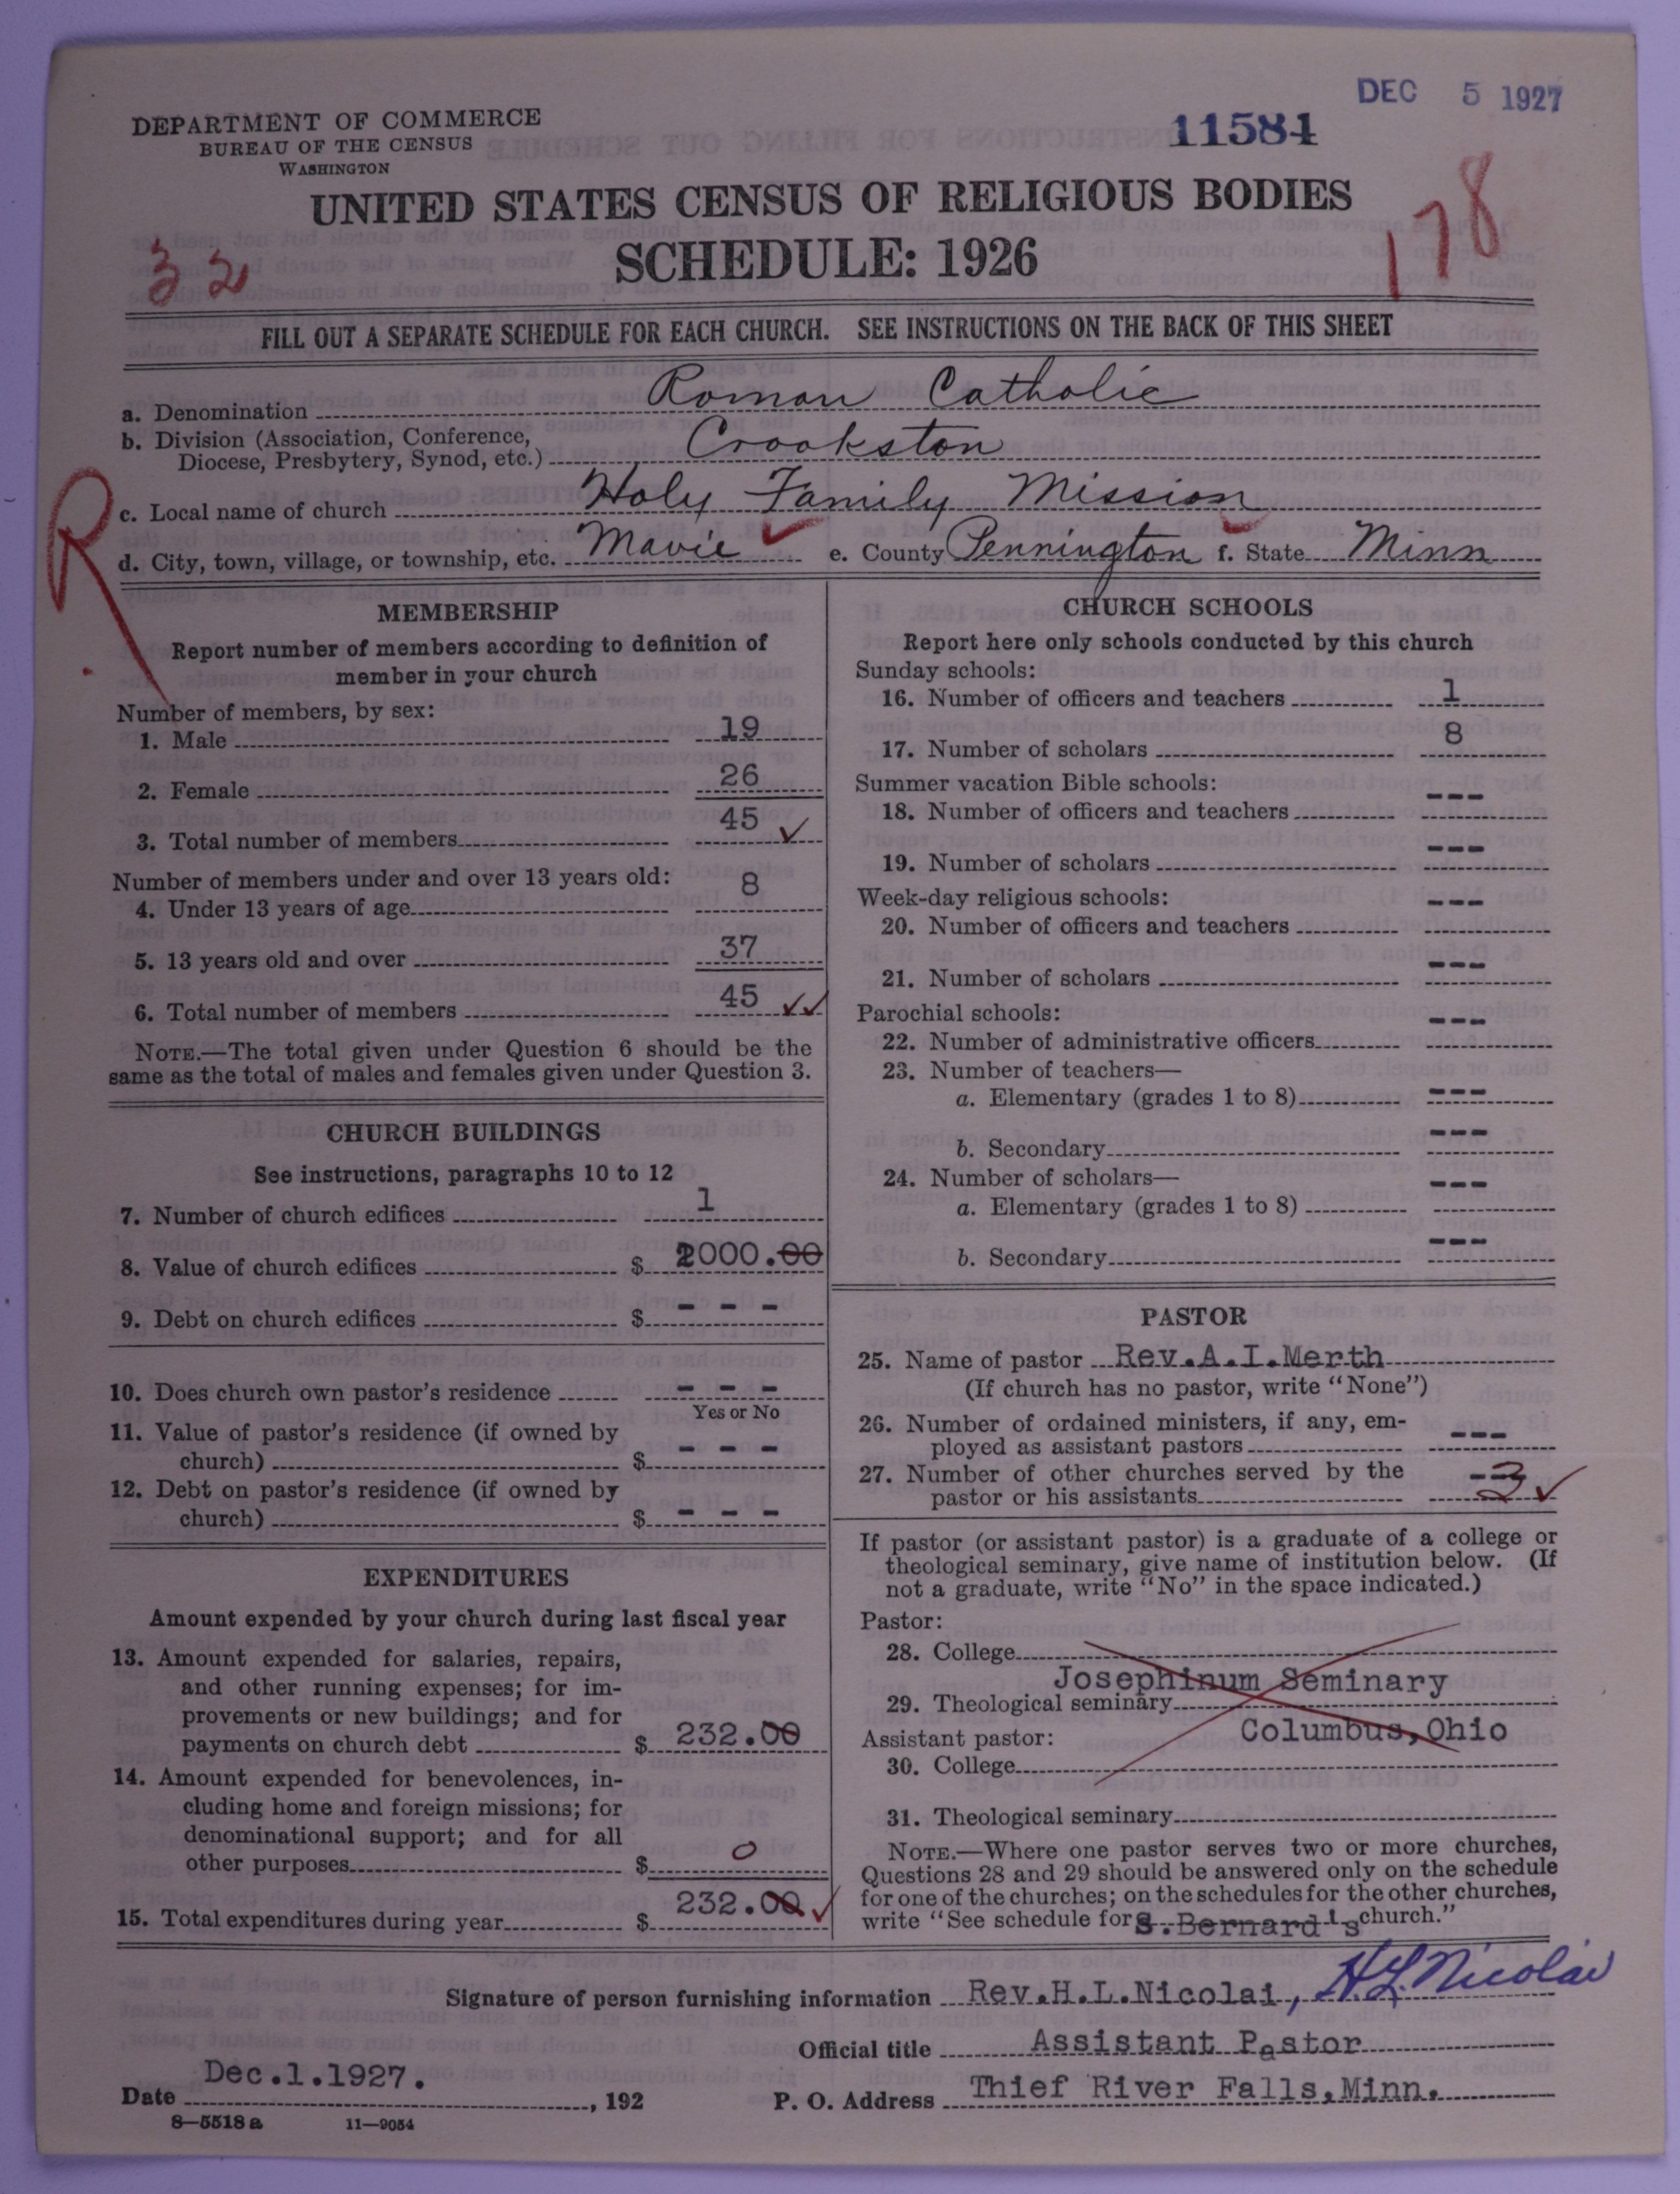 DEC 5 1927
DEPARTMENT OF COMMERCE
BUREAU OF THE CENSUS
WASHINGTON
11584
UNITED STATES CENSUS OF RELIGIOUS BODIES
SCHEDULE: 1926
32
178
FILL OUT A SEPARATE SCHEDULE FOR EACH CHURCH. SEE INSTRUCTIONS ON THE BACK OF THIS SHEET
R
a. Denomination Roman Catholic
b. Division (Association, Conference,
Diocese, Presbytery, Synod, etc.) Crookston
c. Local name of church Holy Family Mission
d. City, town, village, or township, etc. Mavie e. County Pennington f. State Minn
MEMBERSHIP
Report number of members according to definition of
member in your church
Number of members, by sex:
1. Male 19
2. Female 26
3. Total number of members 45 ✓
Number of members under and over 13 years old:
4. Under 13 years of age 8
5. 13 years old and over 37
6. Total number of members 45 ✓✓
NOTE.—The total given under Question 6 should be the
same as the total of males and females given under Question 3.
CHURCH BUILDINGS
See instructions, paragraphs 10 to 12
7. Number of church edifices 1
8. Value of church edifices $ 2000.00
9. Debt on church edifices $ - - -
10. Does church own pastor's residence - - -
Yes or No
11. Value of pastor's residence (if owned by
church) $ - - -
12. Debt on pastor's residence (if owned by
church) $ - - -
EXPENDITURES
Amount expended by your church during last fiscal year
13. Amount expended for salaries, repairs,
and other running expenses; for im-
provements or new buildings; and for
payments on church debt $ 232.00
14. Amount expended for benevolences, in-
cluding home and foreign missions; for
denominational support; and for all
other purposes $ 0
15. Total expenditures during year $ 232.00 ✓
CHURCH SCHOOLS
Report here only schools conducted by this church
Sunday schools:
16. Number of officers and teachers 1
17. Number of scholars 8
Summer vacation Bible schools:
18. Number of officers and teachers ---
19. Number of scholars ---
Week-day religious schools:
20. Number of officers and teachers ---
21. Number of scholars ---
Parochial schools:
22. Number of administrative officers ---
23. Number of teachers—
a. Elementary (grades 1 to 8) ---
b. Secondary ---
24. Number of scholars—
a. Elementary (grades 1 to 8) ---
b. Secondary ---
PASTOR
25. Name of pastor Rev.A.I.Merth
(If church has no pastor, write "None")
26. Number of ordained ministers, if any, em-
ployed as assistant pastors ---
27. Number of other churches served by the
pastor or his assistants 3 ✓
If pastor (or assistant pastor) is a graduate of a college or
theological seminary, give name of institution below. (If
not a graduate, write "No" in the space indicated.)
Pastor:
28. College
Josephinum Seminary
29. Theological seminary
Assistant pastor: Columbus,Ohio
30. College
31. Theological seminary
NOTE.—Where one pastor serves two or more churches,
Questions 28 and 29 should be answered only on the schedule
for one of the churches; on the schedules for the other churches,
write "See schedule for S.Bernard's church."
Signature of person furnishing information Rev.H.L.Nicolai, H.L. Nicolai
Official title Assistant Pastor
Date Dec.1.1927. , 192
P. O. Address Thief River Falls,Minn.
8—5518 a 11—9054